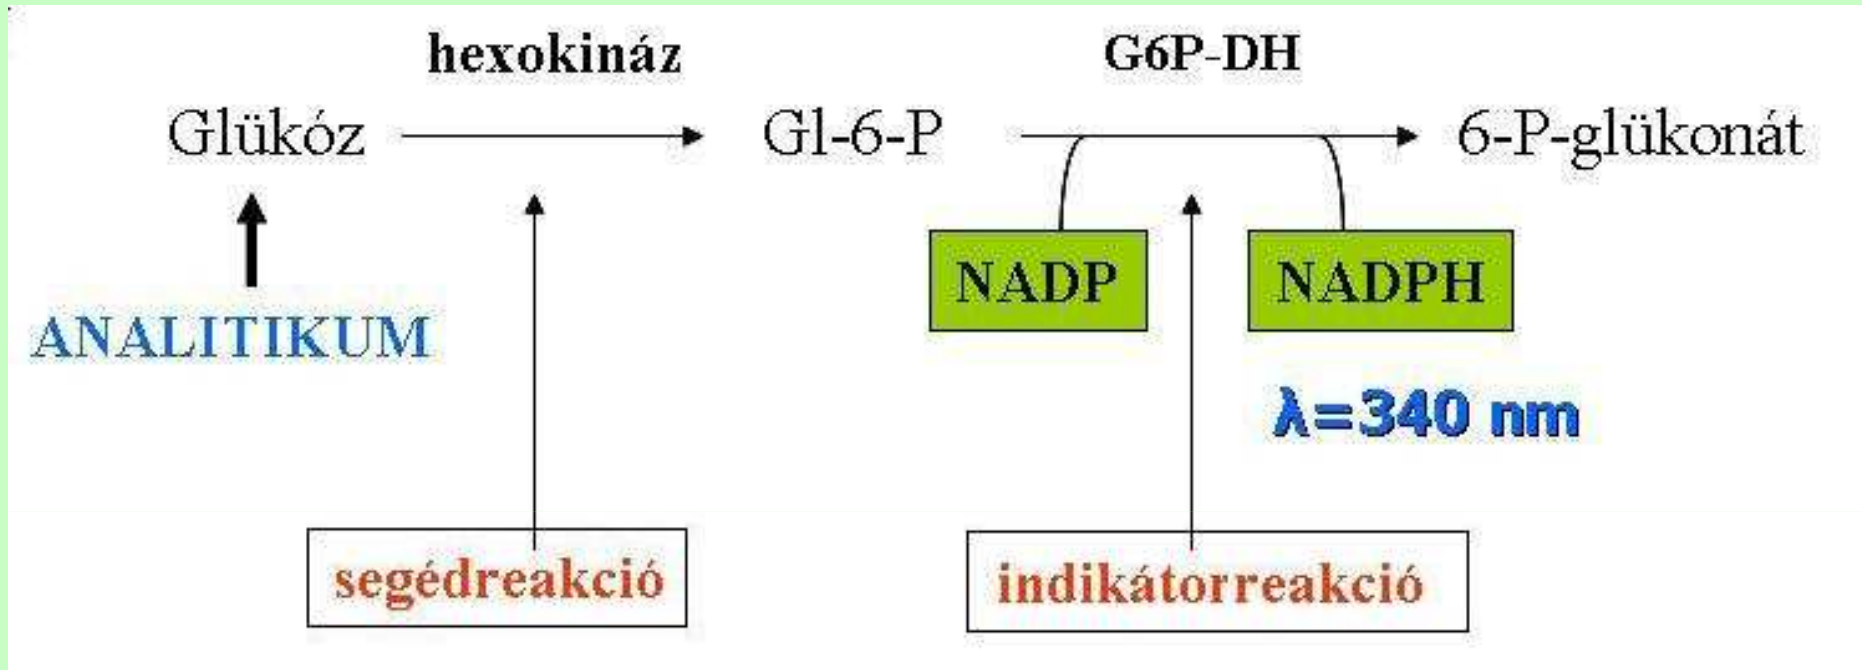 hexokináz
G6P-DH
Glükóz
Gl-6-P
6-P-glükonát
NADP
NADPH
ANALITIKUM
λ=340 nm
segédreakció
indikátorreakció